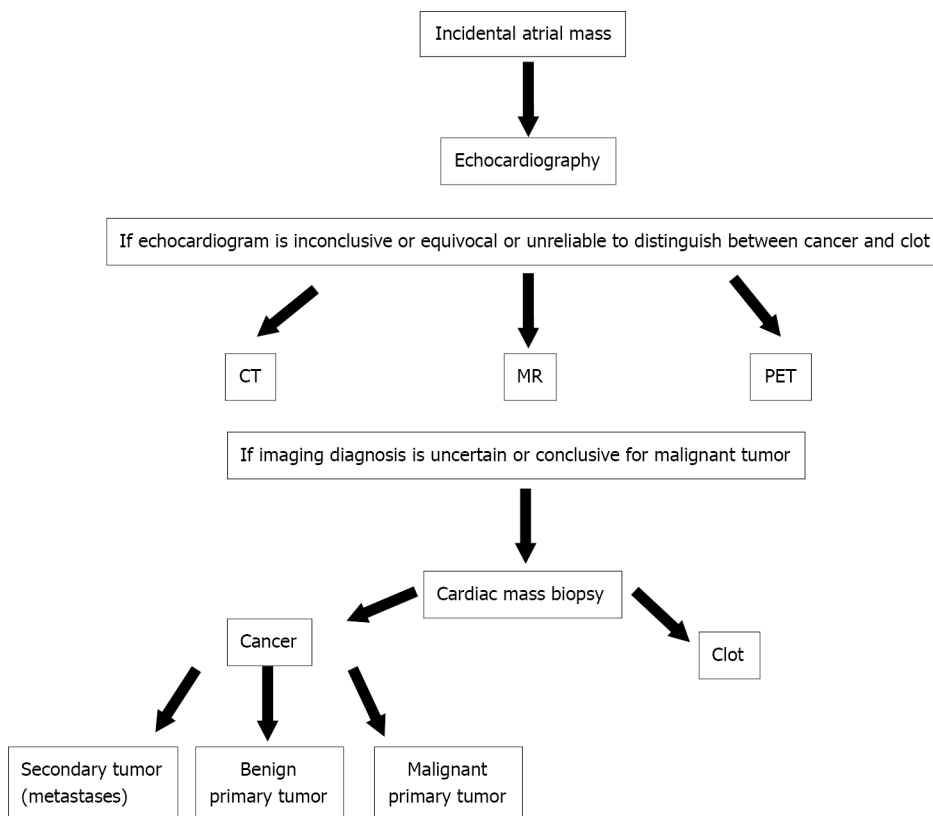 Incidental atrial mass
Echocardiography
If echocardiogram is inconclusive or equivocal or unreliable to distinguish between cancer and clot
CT
MR
PET
If imaging diagnosis is uncertain or conclusive for malignant tumor
Cardiac mass biopsy
Cancer
Clot
Secondary tumor
(metastases)
Benign
primary tumor
Malignant
primary tumor